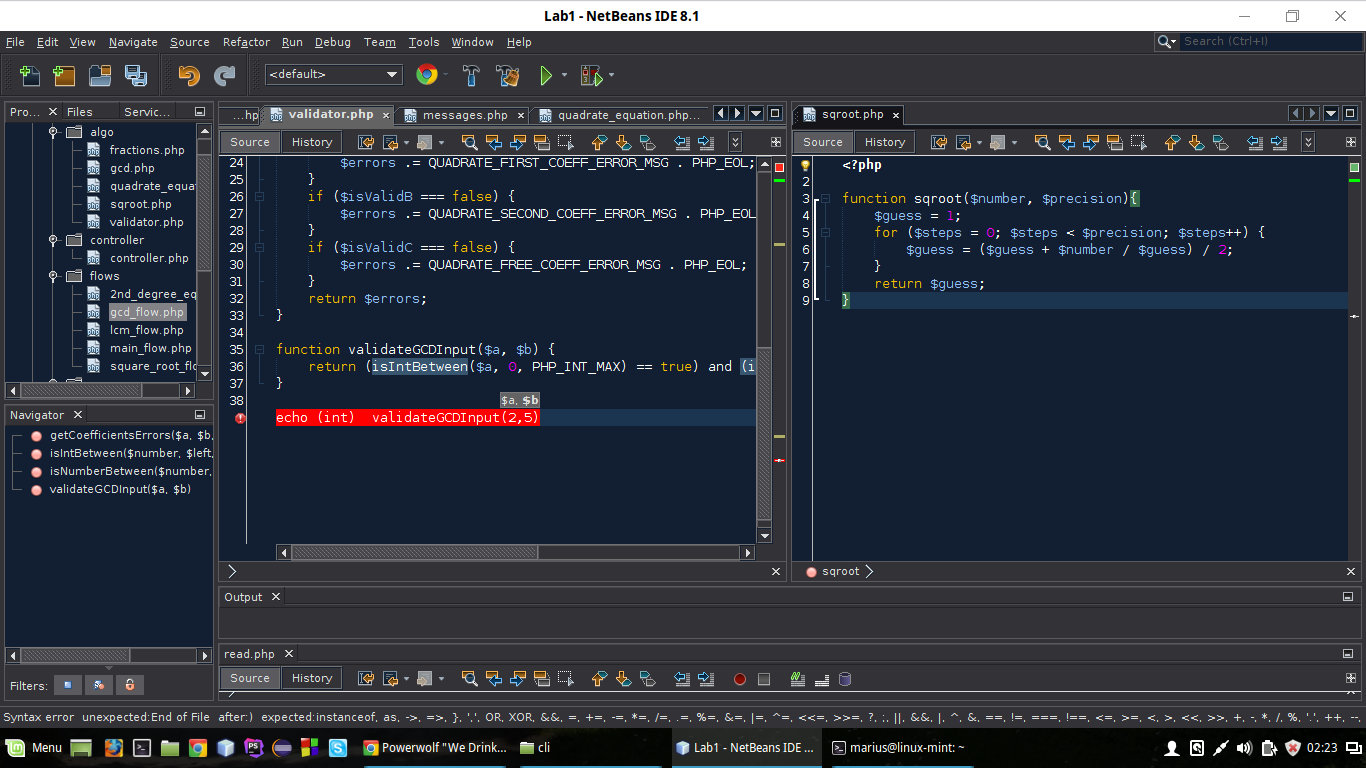 Lab1 - NetBeans IDE 8.1
File Edit View Navigate Source Refactor Run Debug Team Tools Window Help
Search (Ctrl+I)
<default>
Pro... Files Servic...
algo
fractions.php
gcd.php
quadrate_equa
sqroot.php
validator.php
controller
controller.php
flows
2nd_degree_eq
gcd_flow.php
lcm_flow.php
main_flow.php
square_root_flo
Navigator
getCoefficientsErrors($a, $b,
isIntBetween($number, $left,
isNumberBetween($number,
validateGCDInput($a, $b)
Filters:
...hp validator.php messages.php quadrate_equation.php...
Source History
24 $errors .= QUADRATE_FIRST_COEFF_ERROR_MSG . PHP_EOL;
25 }
26 if ($isValidB === false) {
27 $errors .= QUADRATE_SECOND_COEFF_ERROR_MSG . PHP_EOL
28 }
29 if ($isValidC === false) {
30 $errors .= QUADRATE_FREE_COEFF_ERROR_MSG . PHP_EOL;
31 }
32 return $errors;
33 }
34
35 function validateGCDInput($a, $b) {
36 return (isIntBetween($a, 0, PHP_INT_MAX) == true) and (i
37 }
38
$a, $b
echo (int)  validateGCDInput(2,5)
sqroot.php
Source History
<?php
2
3 function sqroot($number, $precision){
4 $guess = 1;
5 for ($steps = 0; $steps < $precision; $steps++) {
6 $guess = ($guess + $number / $guess) / 2;
7 }
8 return $guess;
9 }
sqroot
Output
read.php
Source History
Syntax error  unexpected:End of File  after:)  expected:instanceof, as, ->, =>, }, ',', OR, XOR, &&, =, +=, -=, *=, /=, .=, %=, &=, |=, ^=, <<=, >>=, ?, :, ||, &&, |, ^, &, ==, !=, ===, !==, <=, >=, <, >, <<, >>, +, -, *, /, %, '.', ++, --,
Menu Powerwolf "We Drink... cli Lab1 - NetBeans IDE ... marius@linux-mint: ~ 02:23